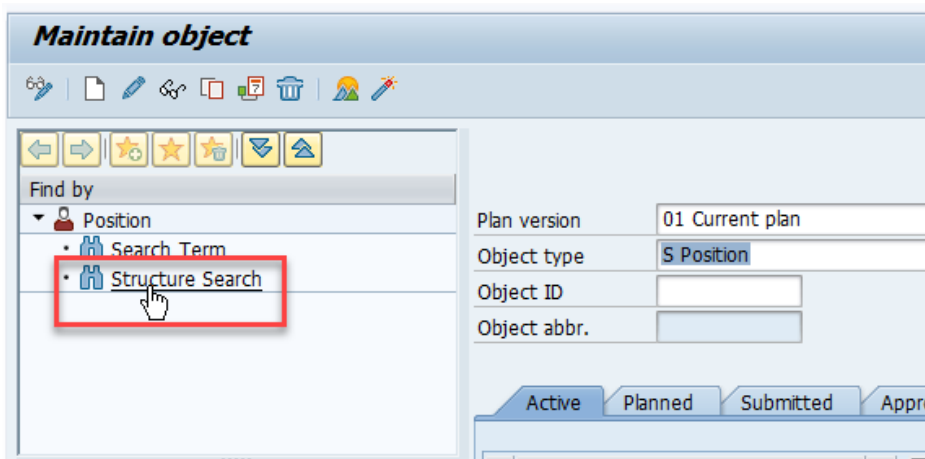 Maintain object
Find by
Position
Search Term
Structure Search
Plan version
01 Current plan
Object type
S Position
Object ID
Object abbr.
Active
Planned
Submitted
Appr